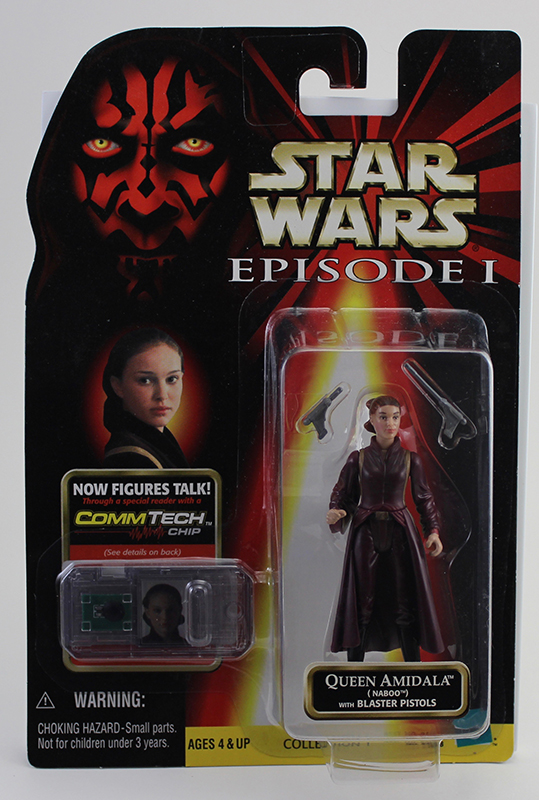 STAR
WARS
EPISODE I
NOW FIGURES TALK!
Through a special reader with a
COMMTECH™
CHIP
(See details on back)
QUEEN AMIDALA™
(NABOO™)
WITH BLASTER PISTOLS
⚠ WARNING:
CHOKING HAZARD-Small parts.
Not for children under 3 years.
AGES 4 & UP